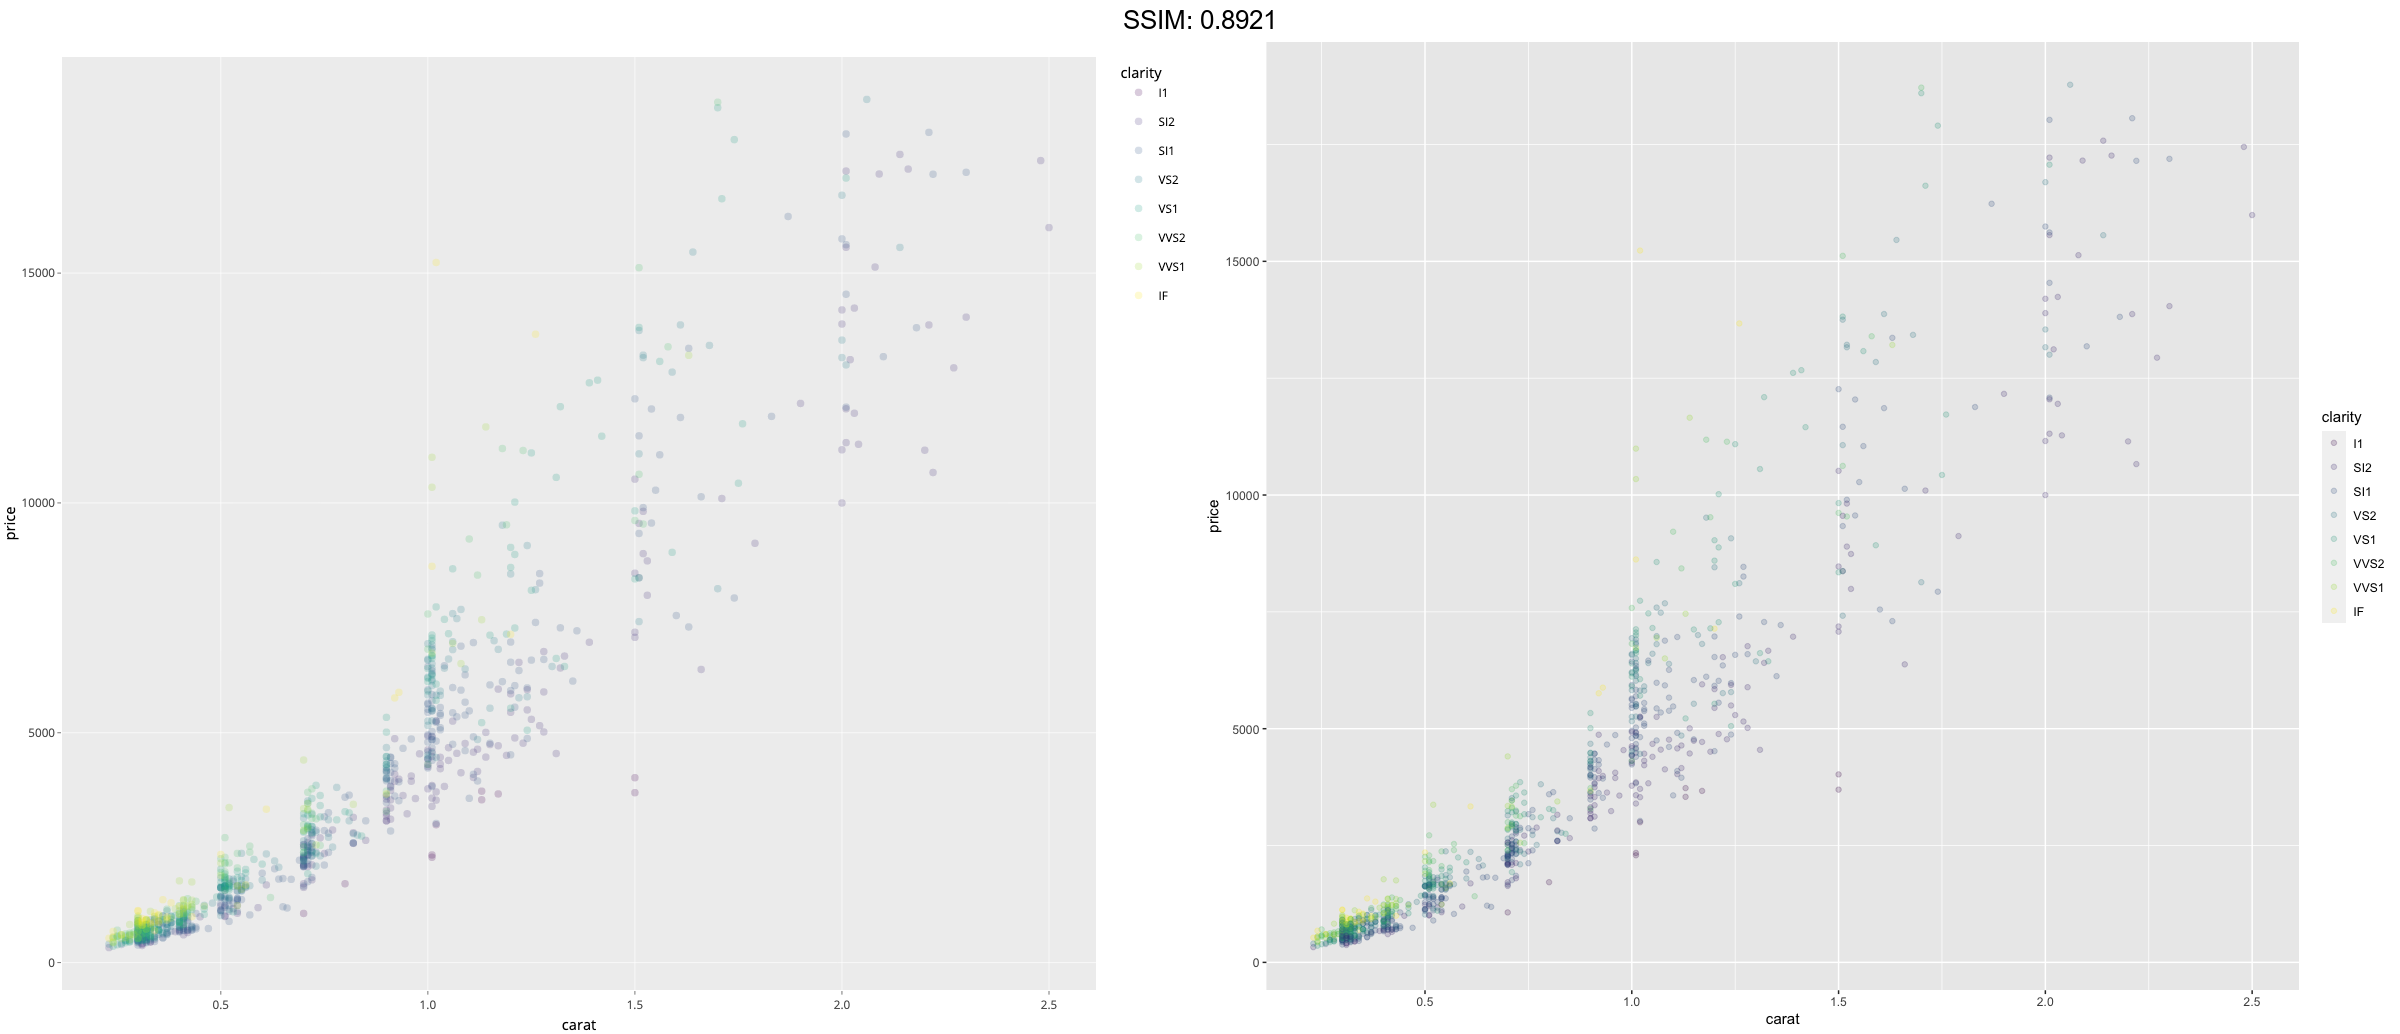 SSIM: 0.8921
clarity
I1
SI2
SI1
VS2
VS1
VVS2
VVS1
IF
price
15000
10000
5000
0
0.5
1.0
1.5
2.0
2.5
carat
price
15000
10000
5000
0
0.5
1.0
1.5
2.0
2.5
carat
clarity
I1
SI2
SI1
VS2
VS1
VVS2
VVS1
IF